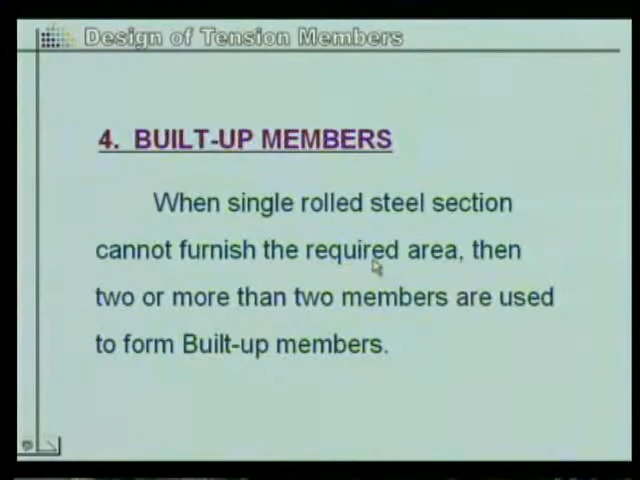 Design of Tension Members
4. BUILT-UP MEMBERS
When single rolled steel section
cannot furnish the required area, then
two or more than two members are used
to form Built-up members.